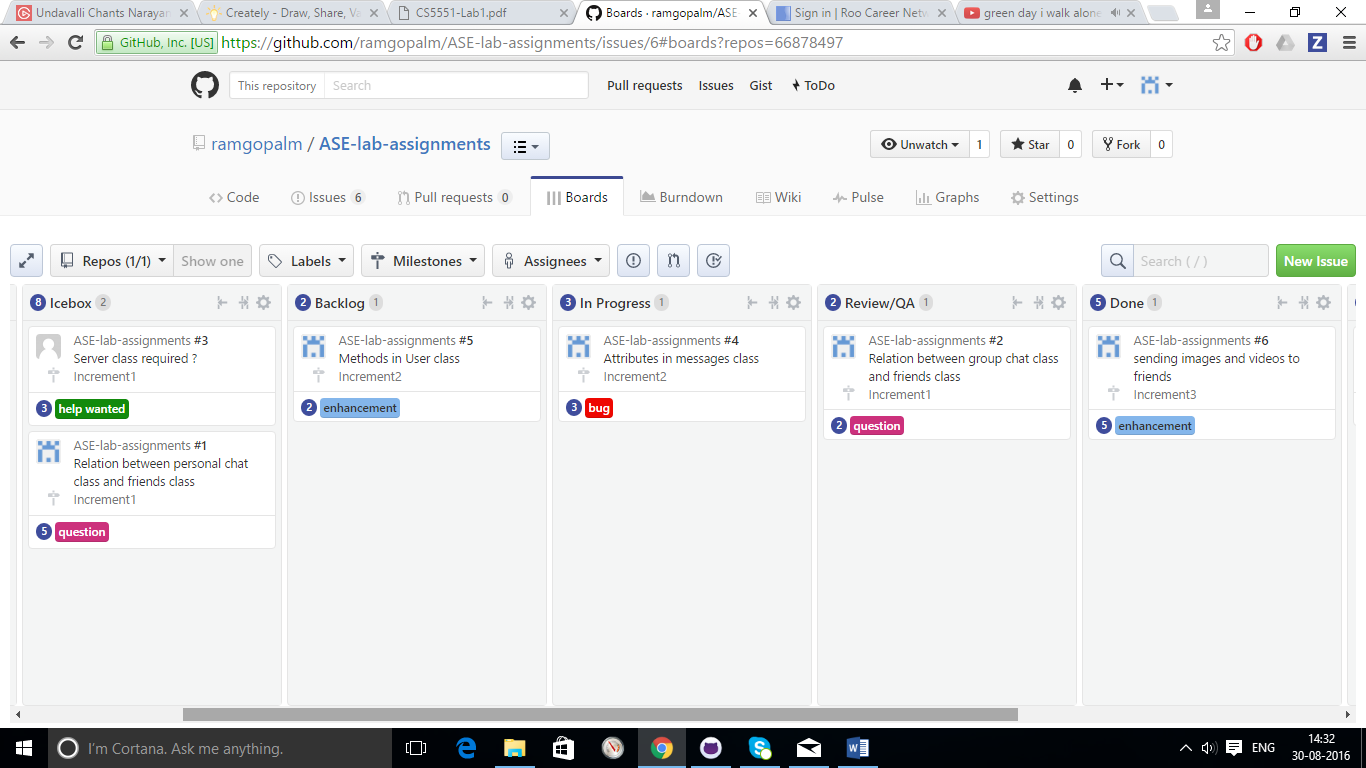 Undavalli Chants Narayan
Creately - Draw, Share, Va
CS5551-Lab1.pdf
Boards · ramgopalm/ASE-
Sign in | Roo Career Netw
green day i walk alone
GitHub, Inc. [US] https://github.com/ramgopalm/ASE-lab-assignments/issues/6#boards?repos=66878497
This repository Search Pull requests Issues Gist ToDo
ramgopalm / ASE-lab-assignments
Unwatch 1 Star 0 Fork 0
Code Issues 6 Pull requests 0 Boards Burndown Wiki Pulse Graphs Settings
Repos (1/1) Show one Labels Milestones Assignees Search ( / ) New Issue
8 Icebox 2
ASE-lab-assignments #3
Server class required ?
Increment1
3 help wanted
ASE-lab-assignments #1
Relation between personal chat
class and friends class
Increment1
5 question
2 Backlog 1
ASE-lab-assignments #5
Methods in User class
Increment2
2 enhancement
3 In Progress 1
ASE-lab-assignments #4
Attributes in messages class
Increment2
3 bug
2 Review/QA 1
ASE-lab-assignments #2
Relation between group chat class
and friends class
Increment1
2 question
5 Done 1
ASE-lab-assignments #6
sending images and videos to
friends
Increment3
5 enhancement
I'm Cortana. Ask me anything.
ENG
14:32
30-08-2016